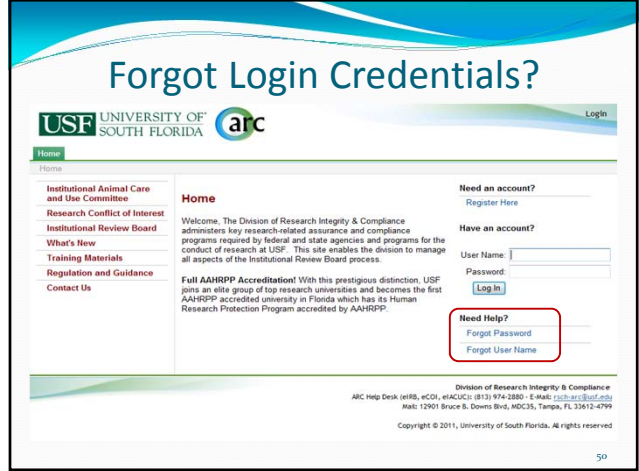 Forgot Login Credentials?
USF UNIVERSITY OF
SOUTH FLORIDA
arc
Login
Home
Home
Institutional Animal Care
and Use Committee
Research Conflict of Interest
Institutional Review Board
What's New
Training Materials
Regulation and Guidance
Contact Us
Home
Welcome, The Division of Research Integrity & Compliance
administers key research-related assurance and compliance
programs required by federal and state agencies and programs for the
conduct of research at USF. This site enables the division to manage
all aspects of the Institutional Review Board process.
Full AAHRPP Accreditation! With this prestigious distinction, USF
joins an elite group of top research universities and becomes the first
AAHRPP accredited university in Florida which has its Human
Research Protection Program accredited by AAHRPP.
Need an account?
Register Here
Have an account?
User Name:
Password:
Log In
Need Help?
Forgot Password
Forgot User Name
Division of Research Integrity & Compliance
ARC Help Desk (eIRB, eCOI, eIACUC): (813) 974-2880 - E-Mail: rsch-arc@usf.edu
Mail: 12901 Bruce B. Downs Blvd, MDC35, Tampa, FL 33612-4799
Copyright © 2011, University of South Florida. All rights reserved
50